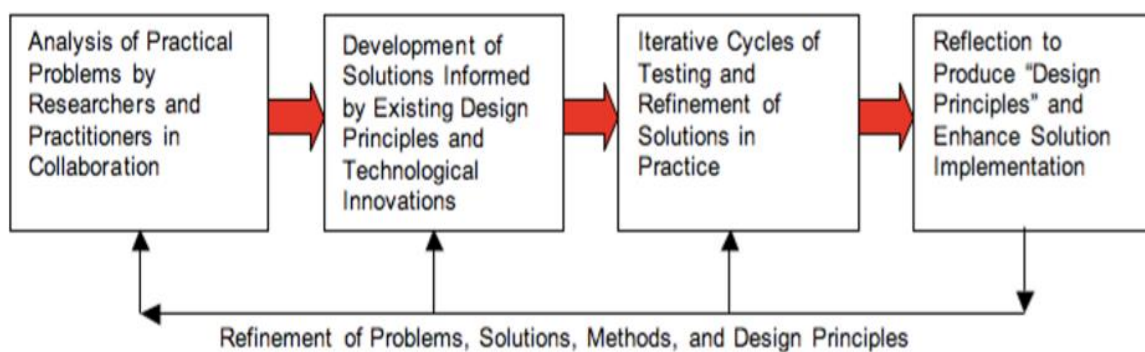 Analysis of Practical
Problems by
Researchers and
Practitioners in
Collaboration
Development of
Solutions Informed
by Existing Design
Principles and
Technological
Innovations
Iterative Cycles of
Testing and
Refinement of
Solutions in
Practice
Reflection to
Produce “Design
Principles” and
Enhance Solution
Implementation
Refinement of Problems, Solutions, Methods, and Design Principles